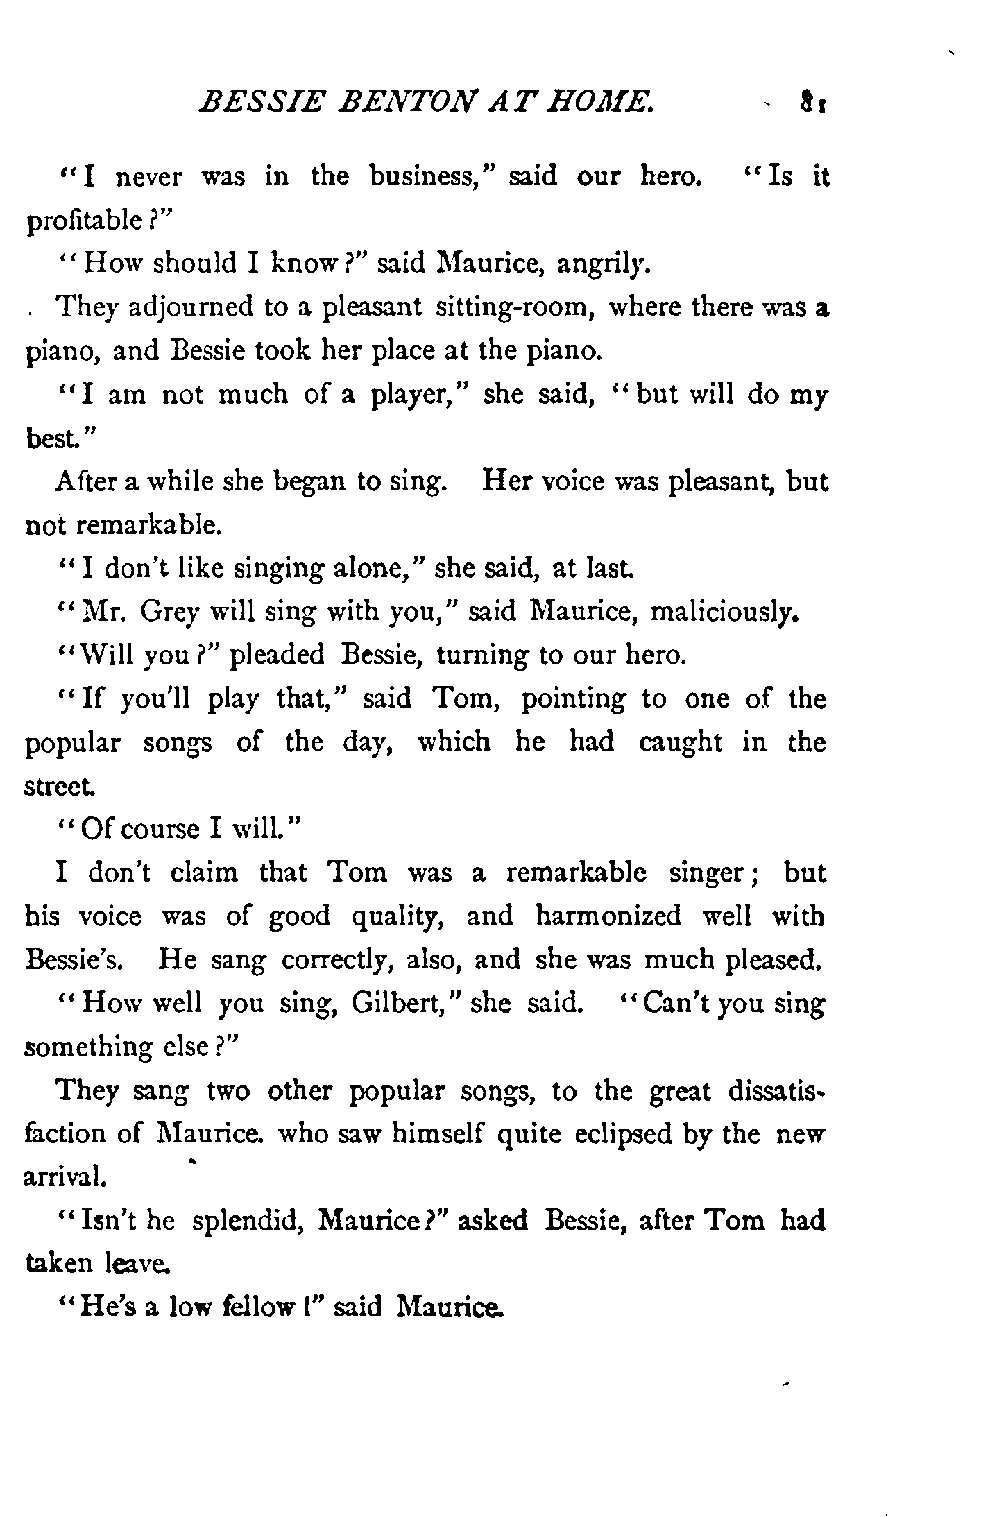 BESSIE BENTON AT HOME. 81
"I never was in the business," said our hero. "Is it
profitable?"
"How should I know?" said Maurice, angrily.
They adjourned to a pleasant sitting-room, where there was a
piano, and Bessie took her place at the piano.
"I am not much of a player," she said, "but will do my
best."
After a while she began to sing. Her voice was pleasant, but
not remarkable.
"I don't like singing alone," she said, at last.
"Mr. Grey will sing with you," said Maurice, maliciously.
"Will you?" pleaded Bessie, turning to our hero.
"If you'll play that," said Tom, pointing to one of the
popular songs of the day, which he had caught in the
street.
"Of course I will."
I don't claim that Tom was a remarkable singer; but
his voice was of good quality, and harmonized well with
Bessie's. He sang correctly, also, and she was much pleased.
"How well you sing, Gilbert," she said. "Can't you sing
something else?"
They sang two other popular songs, to the great dissatis-
faction of Maurice. who saw himself quite eclipsed by the new
arrival.
"Isn't he splendid, Maurice?" asked Bessie, after Tom had
taken leave.
"He's a low fellow!" said Maurice.